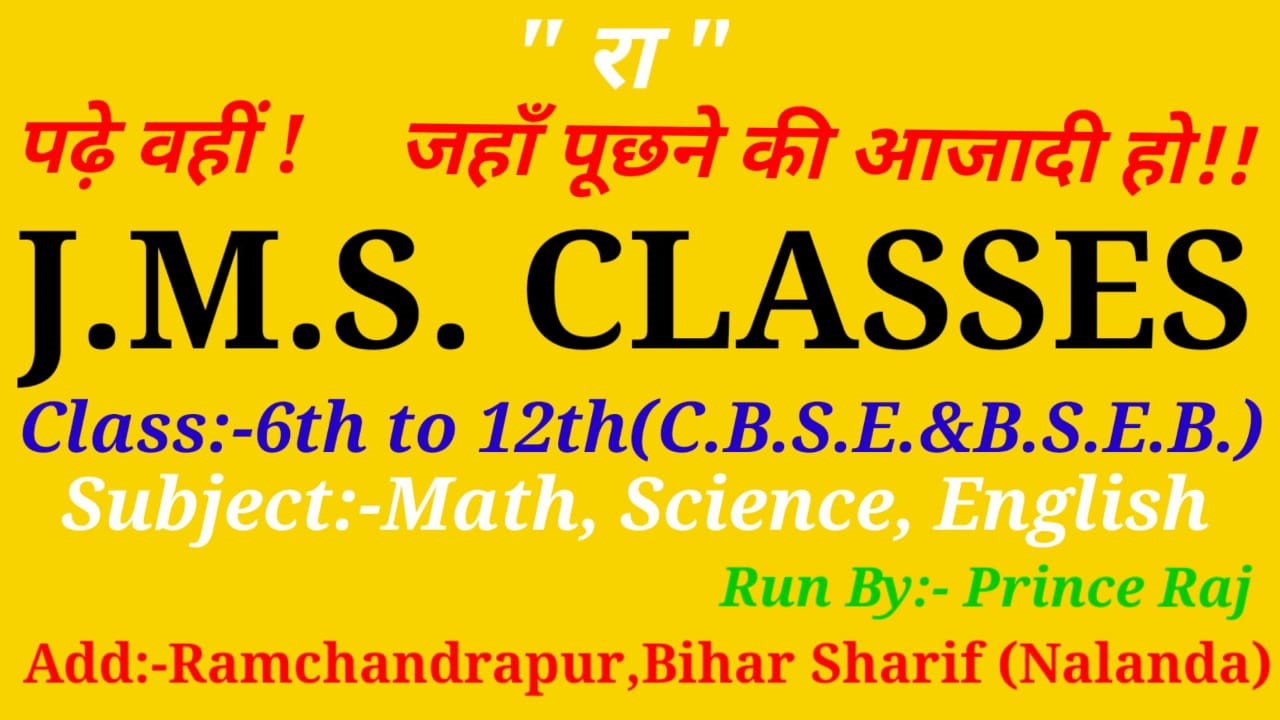 " रा "
पढ़े वहीं ! जहाँ पूछने की आजादी हो!!
J.M.S. CLASSES
Class:-6th to 12th(C.B.S.E.&B.S.E.B.)
Subject:-Math, Science, English
Run By:- Prince Raj
Add:-Ramchandrapur,Bihar Sharif (Nalanda)